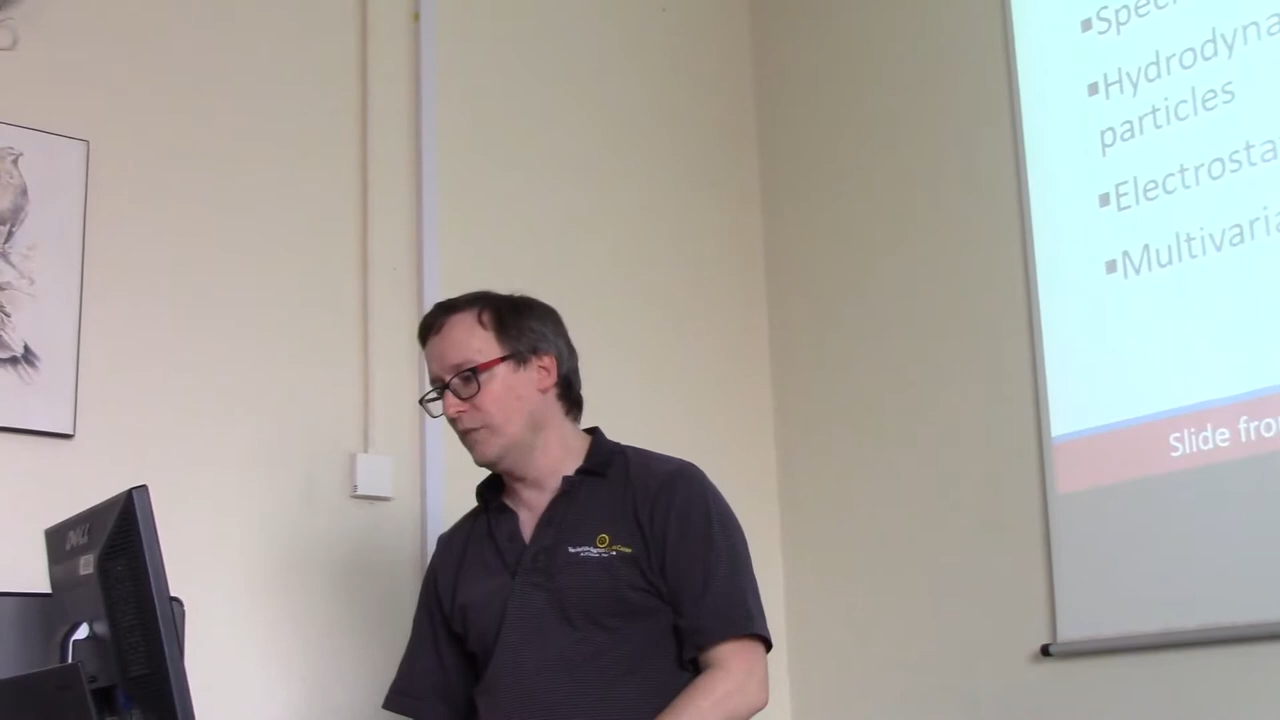 DELL
▪Spec
▪Hydrodyna
particles
▪Electrosta
▪Multivaria
Slide fro